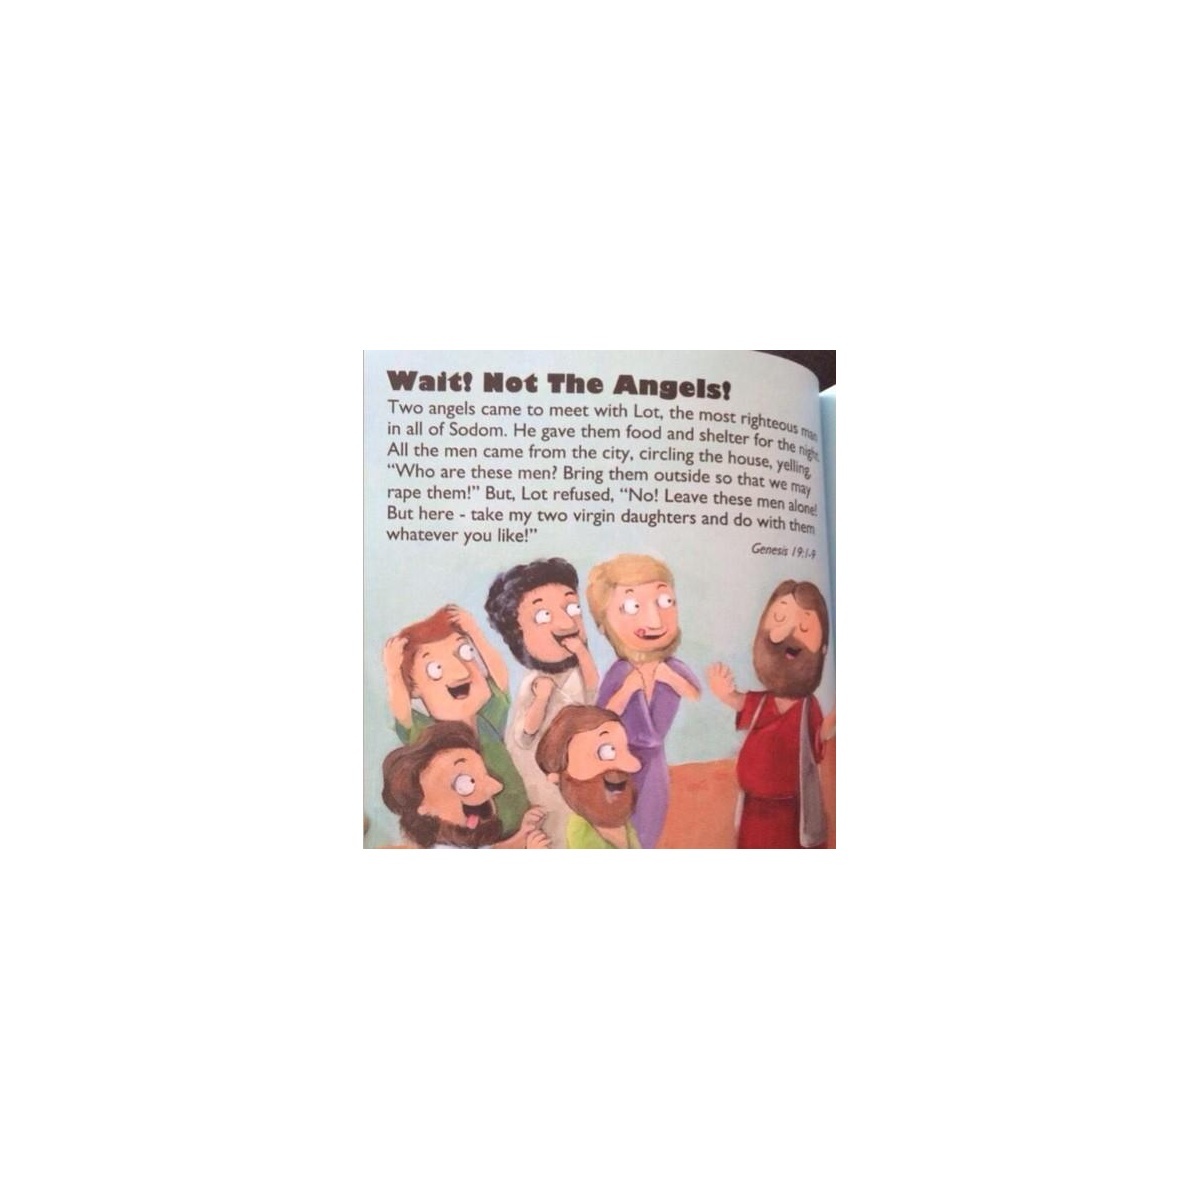 Wait! Not The Angels!
Two angels came to meet with Lot, the most righteous man
in all of Sodom. He gave them food and shelter for the night.
All the men came from the city, circling the house, yelling,
“Who are these men? Bring them outside so that we may
rape them!” But, Lot refused, “No! Leave these men alone!
But here - take my two virgin daughters and do with them
whatever you like!”
Genesis 19:1-9